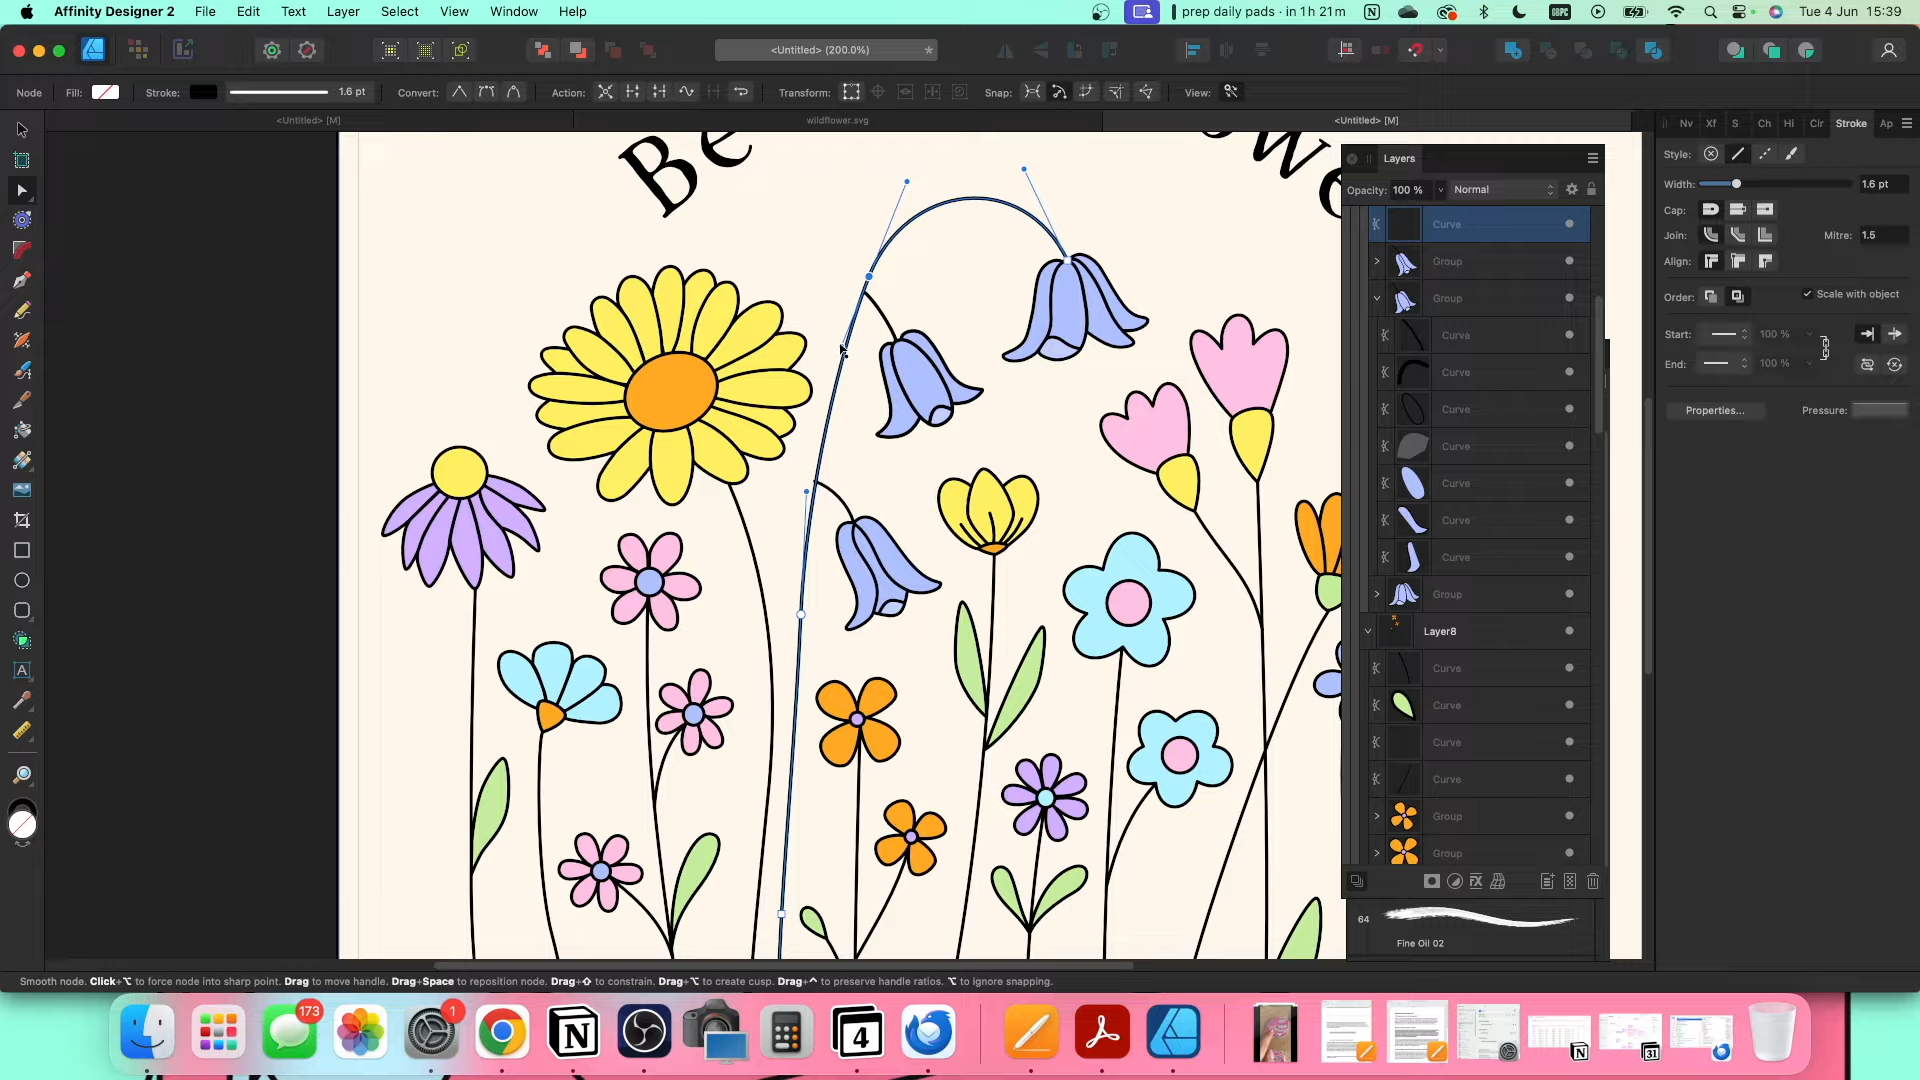 Affinity Designer 2 File Edit Text Layer Select View Window Help
prep daily pads · in 1h 21m
Tue 4 Jun 15:39
<Untitled> (200.0%) *
Node Fill: Stroke: 1.6 pt Convert: Action: Transform: Snap: View:
<Untitled> [M]
wildflower.svg
<Untitled> [M]
Nv Xf S Ch Hi Clr Stroke Ap
Style:
Width: 1.6 pt
Cap:
Join: Mitre: 1.5
Align:
Order: Scale with object
Start: 100 %
End: 100 %
Properties... Pressure:
Layers
Opacity: 100 % Normal
Curve
Group
Group
Curve
Curve
Curve
Curve
Curve
Curve
Curve
Group
Layer8
Curve
Curve
Curve
Curve
Group
Group
64
Fine Oil 02
Be
owe
Smooth node. Click+⌥ to force node into sharp point. Drag to move handle. Drag+Space to reposition node. Drag+⇧ to constrain. Drag+⌥ to create cusp. Drag+^ to preserve handle ratios. ⌥ to ignore snapping.
173
1
4
31